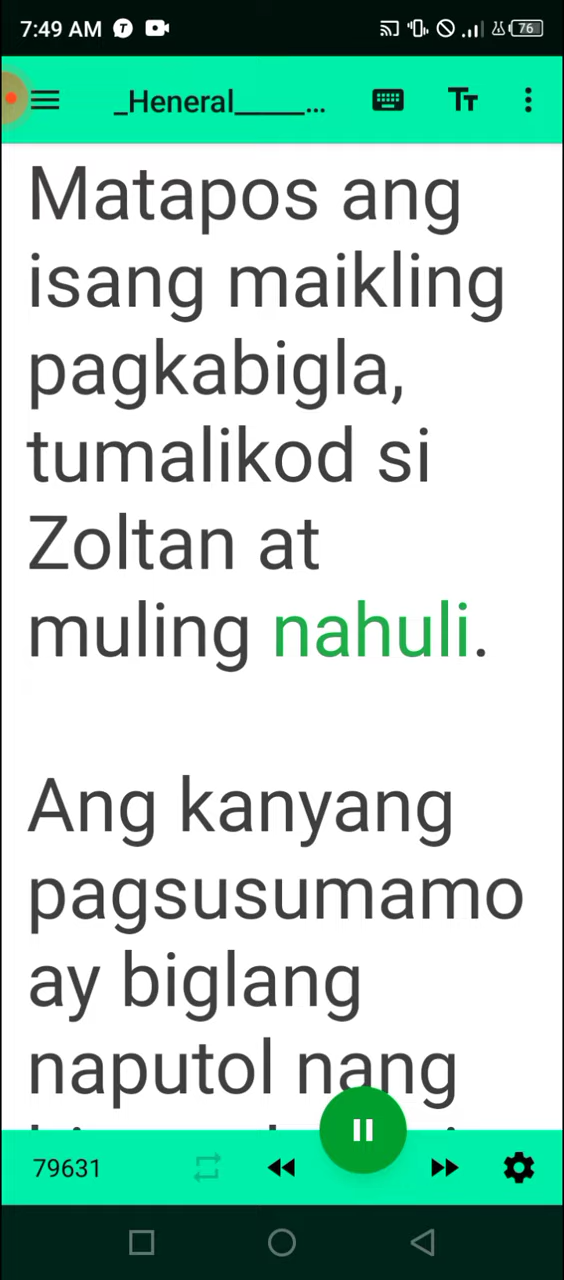 7:49 AM
76
_Heneral_____...
Matapos ang
isang maikling
pagkabigla,
tumalikod si
Zoltan at
muling nahuli.
Ang kanyang
pagsusumamo
ay biglang
naputol nang
79631